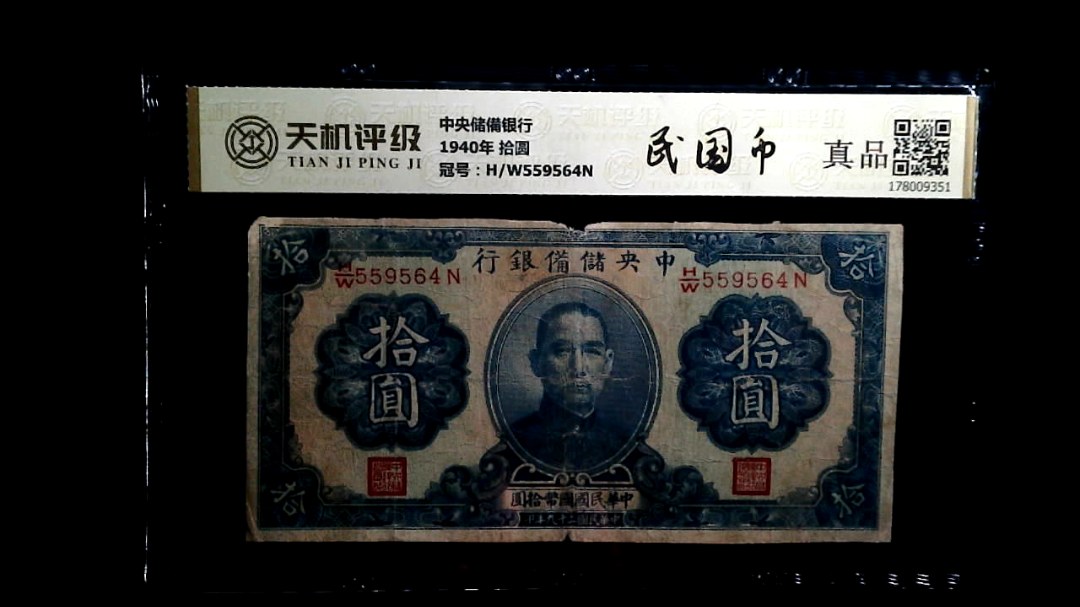 天机评级
TIAN JI PING JI
中央储備银行
1940年 拾圆
冠号：H/W559564N
民国币
真品
178009351
行銀備儲央中
拾
拾
H/W559564N
H/W559564N
拾圓
拾圓
圓拾幣國國民華中
拾
拾